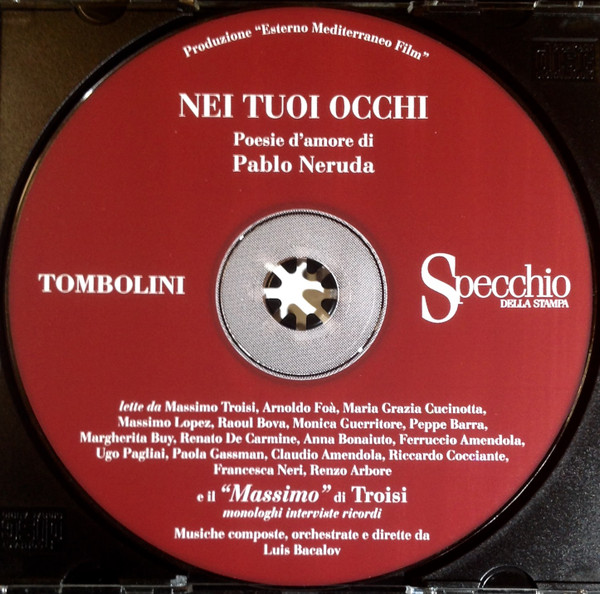 Produzione "Esterno Mediterraneo Film"
NEI TUOI OCCHI
Poesie d'amore di
Pablo Neruda
TOMBOLINI
Specchio
DELLA STAMPA
lette da Massimo Troisi, Arnoldo Foà, Maria Grazia Cucinotta,
Massimo Lopez, Raoul Bova, Monica Guerritore, Peppe Barra,
Margherita Buy, Renato De Carmine, Anna Bonaiuto, Ferruccio Amendola,
Ugo Pagliai, Paola Gassman, Claudio Amendola, Riccardo Cocciante,
Francesca Neri, Renzo Arbore
e il "Massimo" di Troisi
monologhi interviste ricordi
Musiche composte, orchestrate e dirette da
Luis Bacalov